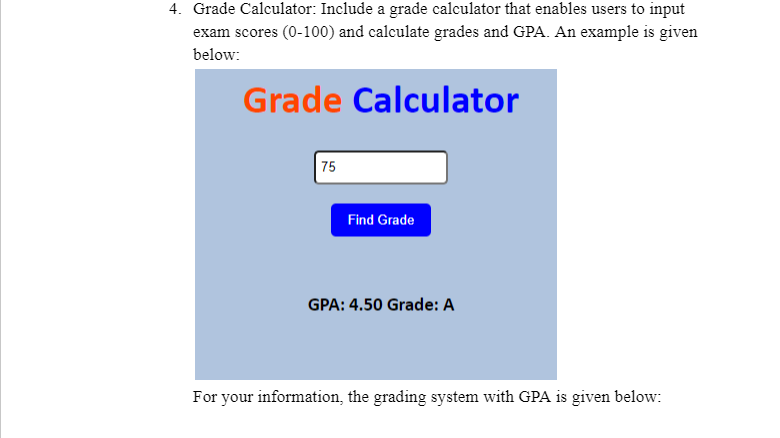 4. Grade Calculator: Include a grade calculator that enables users to input
exam scores (0-100) and calculate grades and GPA. An example is given
below:
Grade Calculator
75
Find Grade
GPA: 4.50 Grade: A
For your information, the grading system with GPA is given below: